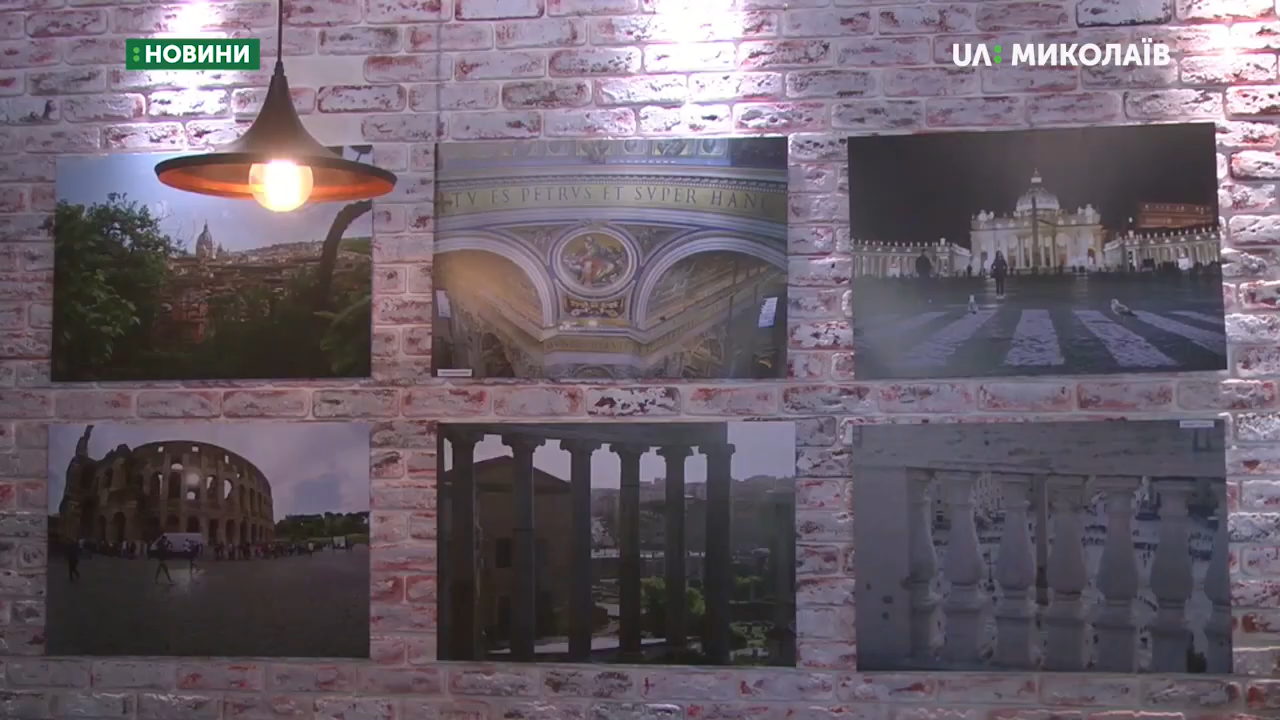 :НОВИНИ
UA: МИКОЛАЇВ
TV ES PETRVS ET SVPER HANC